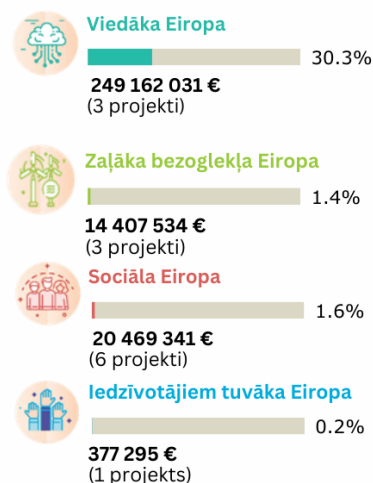 Viedāka Eiropa
30.3%
249 162 031 €
(3 projekti)
Zaļāka bezoglekļa Eiropa
1.4%
14 407 534 €
(3 projekti)
Sociāla Eiropa
1.6%
20 469 341 €
(6 projekti)
Iedzīvotājiem tuvāka Eiropa
0.2%
377 295 €
(1 projekts)